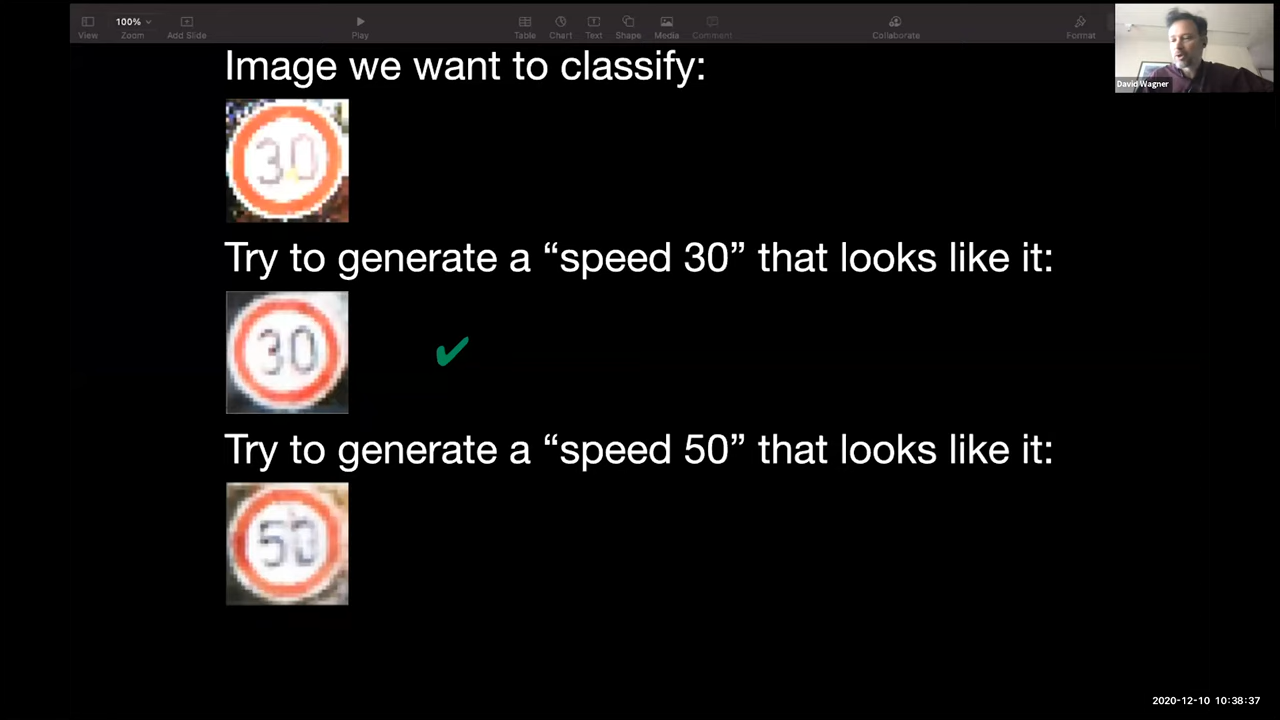 View
100%
Zoom
Add Slide
Play
Table
Chart
Text
Shape
Media
Comment
Collaborate
Format
David Wagner
Image we want to classify:
30
Try to generate a “speed 30” that looks like it:
30
✔
Try to generate a “speed 50” that looks like it:
50
2020-12-10 10:38:37